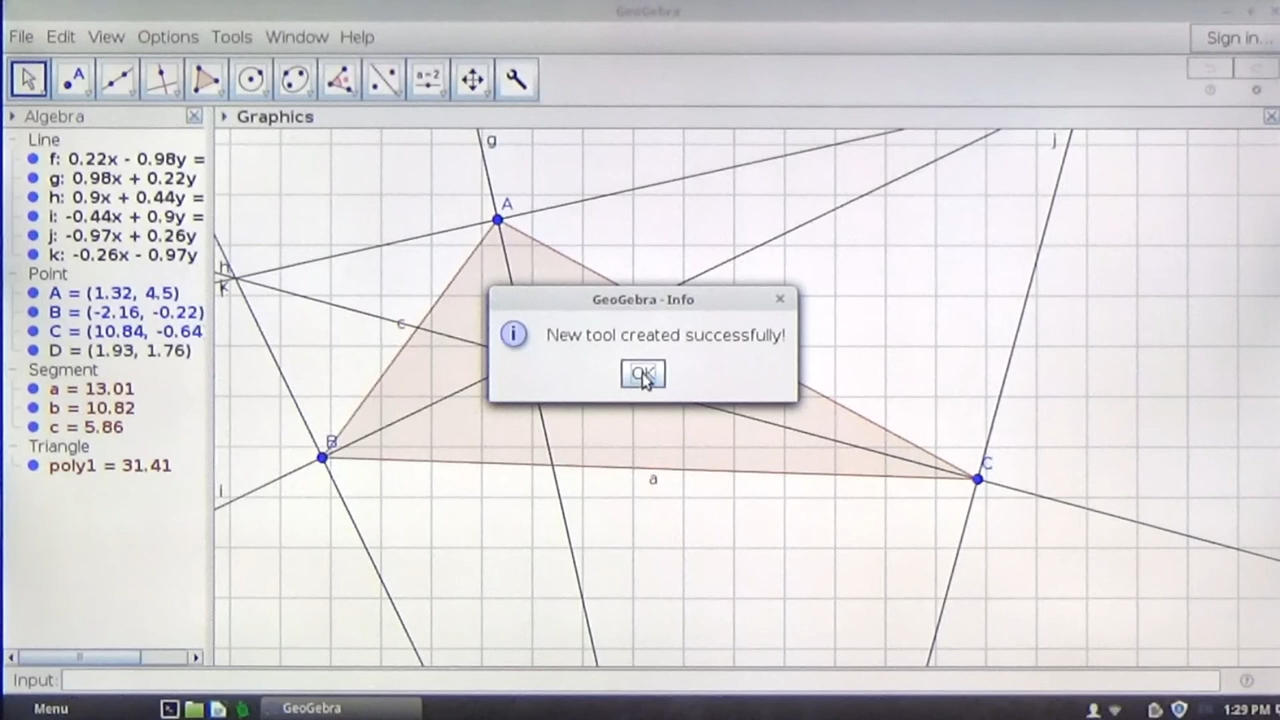 GeoGebra
File Edit View Options Tools Window Help
Sign in...
A
a=2
Algebra
Graphics
Line
f: 0.22x - 0.98y =
g: 0.98x + 0.22y
h: 0.9x + 0.44y =
i: -0.44x + 0.9y =
j: -0.97x + 0.26y
k: -0.26x - 0.97y
Point
A = (1.32, 4.5)
B = (-2.16, -0.22)
C = (10.84, -0.64
D = (1.93, 1.76)
Segment
a = 13.01
b = 10.82
c = 5.86
Triangle
poly1 = 31.41
g
j
A
h
k
c
B
C
a
i
GeoGebra - Info
New tool created successfully!
OK
Input:
Menu
GeoGebra
1:29 PM